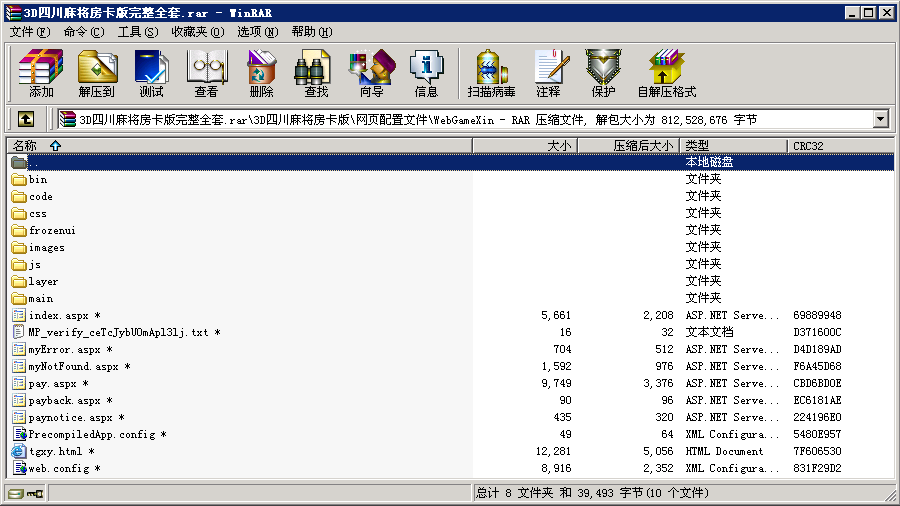 3D四川麻将房卡版完整全套.rar - WinRAR
文件(F) 命令(C) 工具(S) 收藏夹(O) 选项(N) 帮助(H)
添加 解压到 测试 查看 删除 查找 向导 信息 扫描病毒 注释 保护 自解压格式
3D四川麻将房卡版完整全套.rar\3D四川麻将房卡版\网页配置文件\WebGameXin - RAR 压缩文件, 解包大小为 812,528,676 字节
名称 大小 压缩后大小 类型 CRC32
.. 本地磁盘
bin 文件夹
code 文件夹
css 文件夹
frozenui 文件夹
images 文件夹
js 文件夹
layer 文件夹
main 文件夹
index.aspx * 5,661 2,208 ASP.NET Serve... 69889948
MP_verify_ceTcJybUOmApl3lj.txt * 16 32 文本文档 D371600C
myError.aspx * 704 512 ASP.NET Serve... D4D189AD
myNotFound.aspx * 1,592 976 ASP.NET Serve... F6A45D68
pay.aspx * 9,749 3,376 ASP.NET Serve... CBD6BD0E
payback.aspx * 90 96 ASP.NET Serve... EC6181AE
paynotice.aspx * 435 320 ASP.NET Serve... 224196E0
PrecompiledApp.config * 49 64 XML Configura... 5480E957
tgxy.html * 12,281 5,056 HTML Document 7F606530
web.config * 8,916 2,352 XML Configura... 831F29D2
总计 8 文件夹 和 39,493 字节(10 个文件)